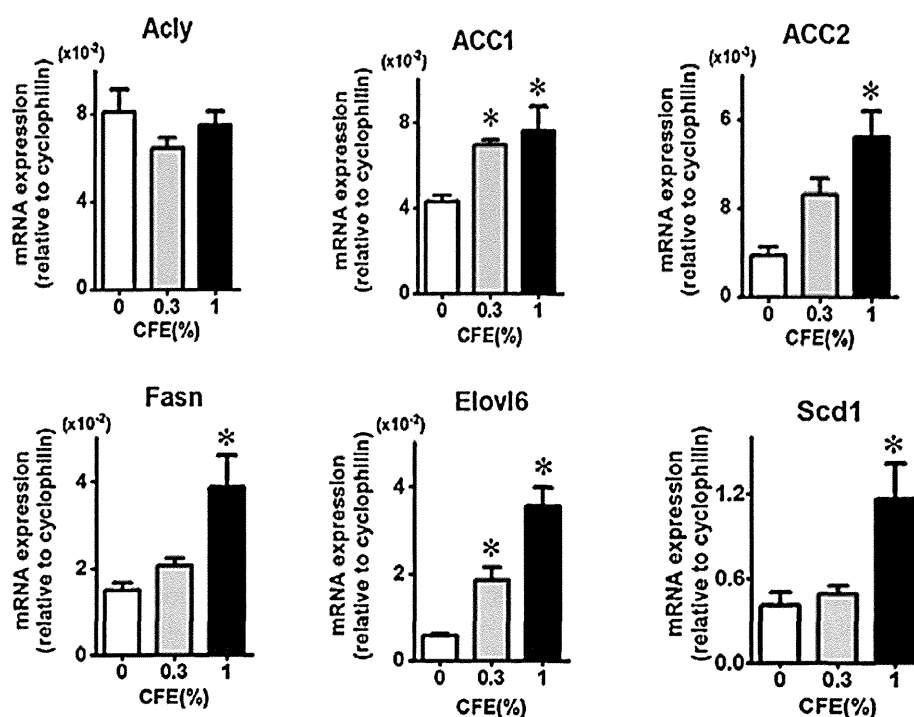 Acly
(x10-3)
mRNA expression
(relative to cyclophilin)
8
4
0
0 0.3 1
CFE(%)
ACC1
(x10-3)
mRNA expression
(relative to cyclophilin)
8
4
0
0 0.3 1
CFE(%)
ACC2
(x10-3)
mRNA expression
(relative to cyclophilin)
6
8
0
0 0.3 1
CFE(%)
Fasn
(x10-2)
mRNA expression
(relative to cyclophilin)
4
2
0
0 0.3 1
CFE(%)
Elovl6
(x10-2)
mRNA expression
(relative to cyclophilin)
4
2
0
0 0.3 1
CFE(%)
Scd1
mRNA expression
(relative to cyclophilin)
1.2
0.6
0.0
0 0.3 1
CFE(%)
* * * * * * *